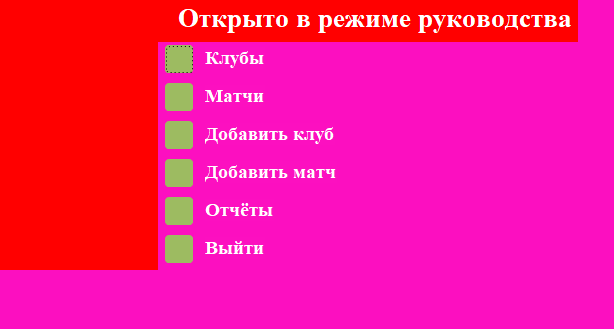 Открыто в режиме руководства
Клубы
Матчи
Добавить клуб
Добавить матч
Отчёты
Выйти